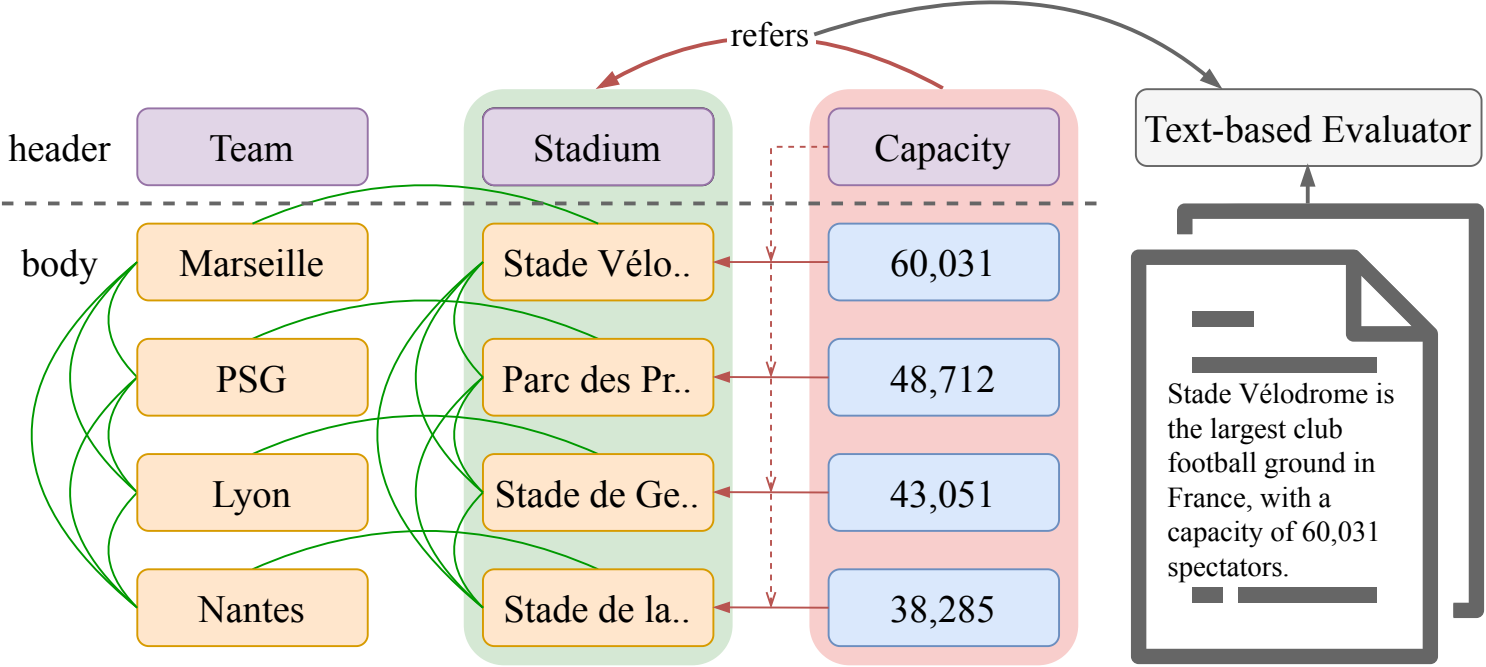 refers
header
Team
Stadium
Capacity
Text-based Evaluator
body
Marseille
Stade Vélo..
60,031
PSG
Parc des Pr..
48,712
Lyon
Stade de Ge..
43,051
Nantes
Stade de la..
38,285
Stade Vélodrome is
the largest club
football ground in
France, with a
capacity of 60,031
spectators.